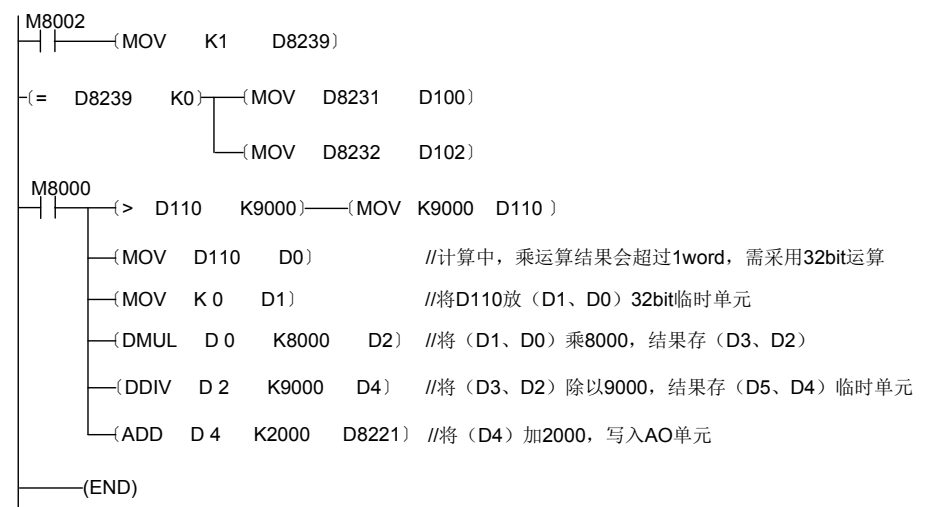 M8002
〔MOV K1 D8239〕
〔= D8239 K0〕 〔MOV D8231 D100〕
〔MOV D8232 D102〕
M8000
〔> D110 K9000〕 〔MOV K9000 D110 〕
〔MOV D110 D0〕 //计算中，乘运算结果会超过1word，需采用32bit运算
〔MOV K 0 D1〕 //将D110放（D1、D0）32bit临时单元
〔DMUL D 0 K8000 D2〕 //将（D1、D0）乘8000，结果存（D3、D2）
〔DDIV D 2 K9000 D4〕 //将（D3、D2）除以9000，结果存（D5、D4）临时单元
〔ADD D 4 K2000 D8221〕 //将（D4）加2000，写入AO单元
(END)